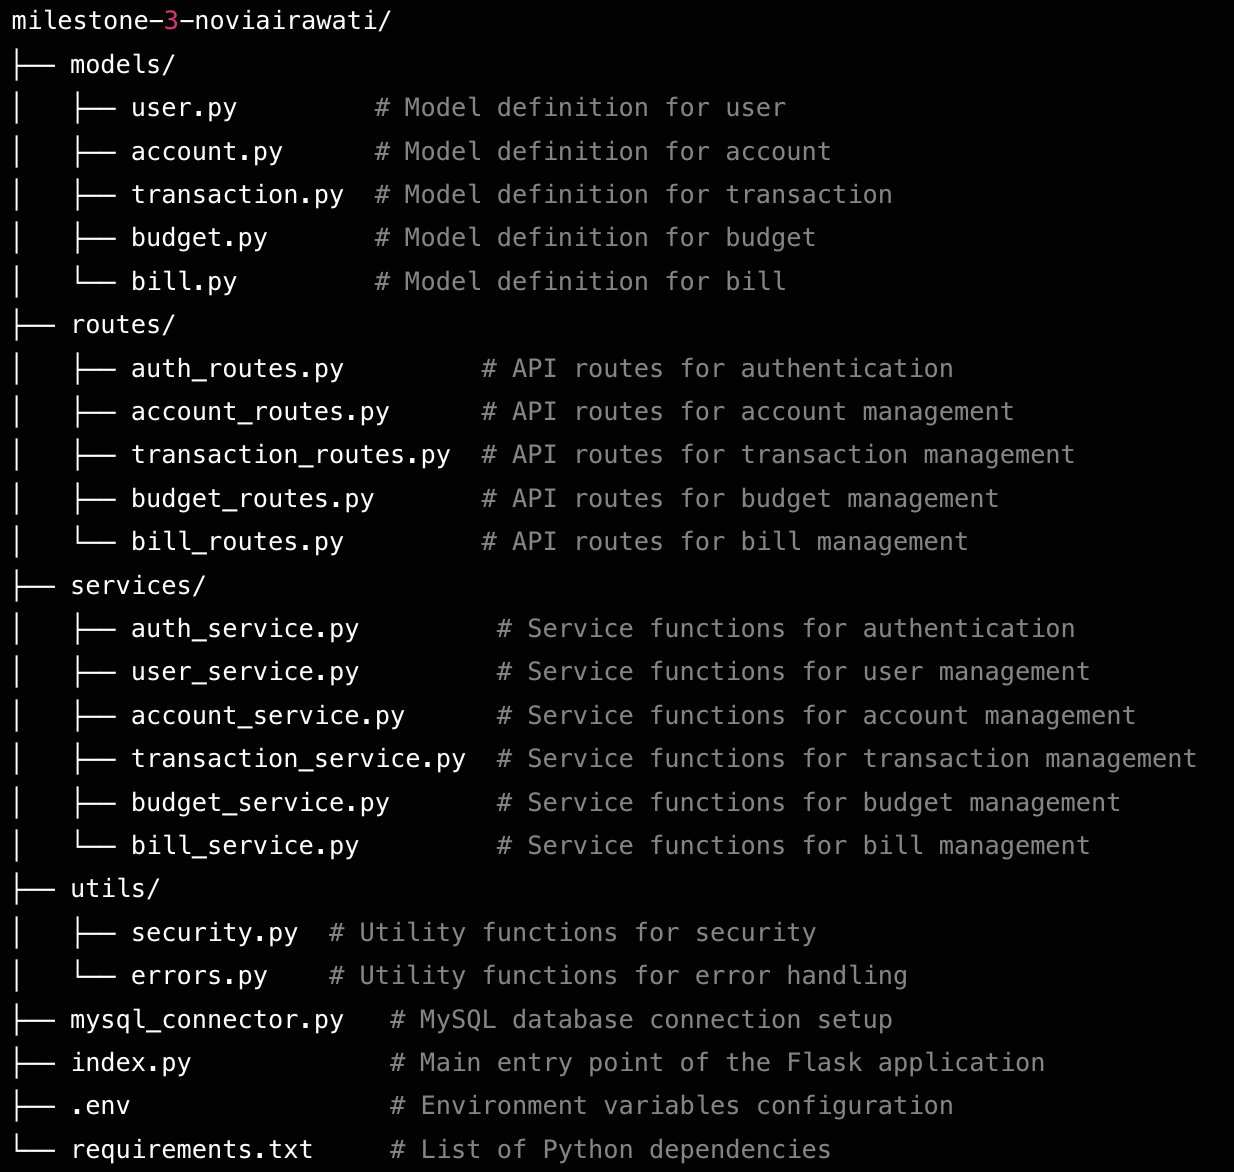 milestone-3-noviairawati/
├── models/
│   ├── user.py         # Model definition for user
│   ├── account.py      # Model definition for account
│   ├── transaction.py  # Model definition for transaction
│   ├── budget.py       # Model definition for budget
│   └── bill.py         # Model definition for bill
├── routes/
│   ├── auth_routes.py         # API routes for authentication
│   ├── account_routes.py      # API routes for account management
│   ├── transaction_routes.py  # API routes for transaction management
│   ├── budget_routes.py       # API routes for budget management
│   └── bill_routes.py         # API routes for bill management
├── services/
│   ├── auth_service.py         # Service functions for authentication
│   ├── user_service.py         # Service functions for user management
│   ├── account_service.py      # Service functions for account management
│   ├── transaction_service.py  # Service functions for transaction management
│   ├── budget_service.py       # Service functions for budget management
│   └── bill_service.py         # Service functions for bill management
├── utils/
│   ├── security.py  # Utility functions for security
│   └── errors.py    # Utility functions for error handling
├── mysql_connector.py   # MySQL database connection setup
├── index.py             # Main entry point of the Flask application
├── .env                 # Environment variables configuration
└── requirements.txt     # List of Python dependencies